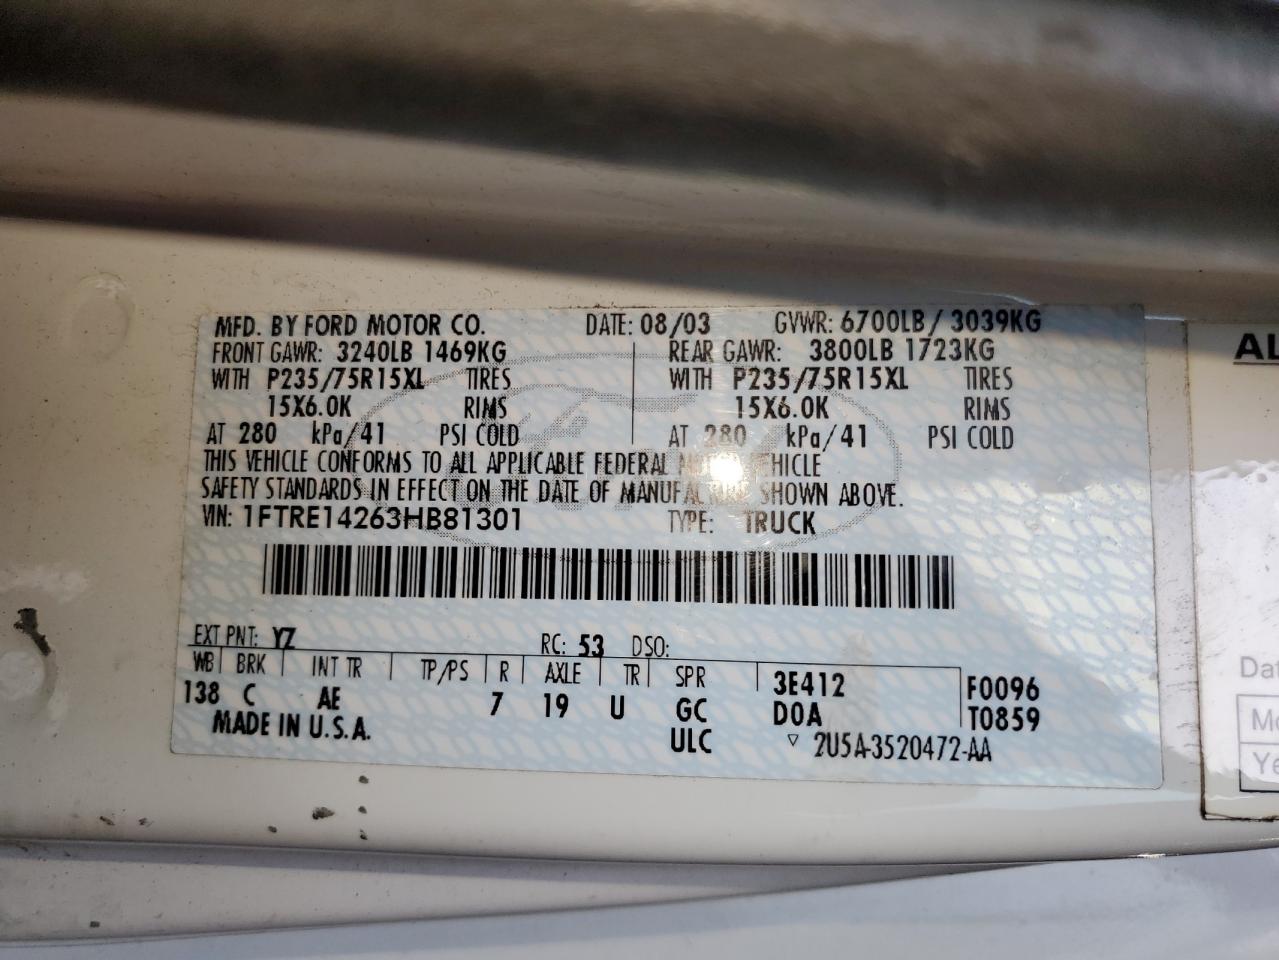 MFD. BY FORD MOTOR CO. DATE: 08/03 GVWR: 6700LB/3039KG
FRONT GAWR: 3240LB 1469KG REAR GAWR: 3800LB 1723KG
WITH P235/75R15XL TIRES WITH P235/75R15XL TIRES
15X6.0K RIMS 15X6.0K RIMS
AT 280 kPa/41 PSI COLD AT 280 kPa/41 PSI COLD
THIS VEHICLE CONFORMS TO ALL APPLICABLE FEDERAL MOTOR VEHICLE
SAFETY STANDARDS IN EFFECT ON THE DATE OF MANUFACTURE SHOWN ABOVE.
VIN: 1FTRE14263HB81301 TYPE: TRUCK
EXT PNT: YZ RC: 53 DSO:
WB BRK INT TR TP/PS R AXLE TR SPR
138 C AE 7 19 U GC 3E412 F0096
MADE IN U.S.A. ULC D0A T0859
▽ 2U5A-3520472-AA
AL
Da
Mo
Ye